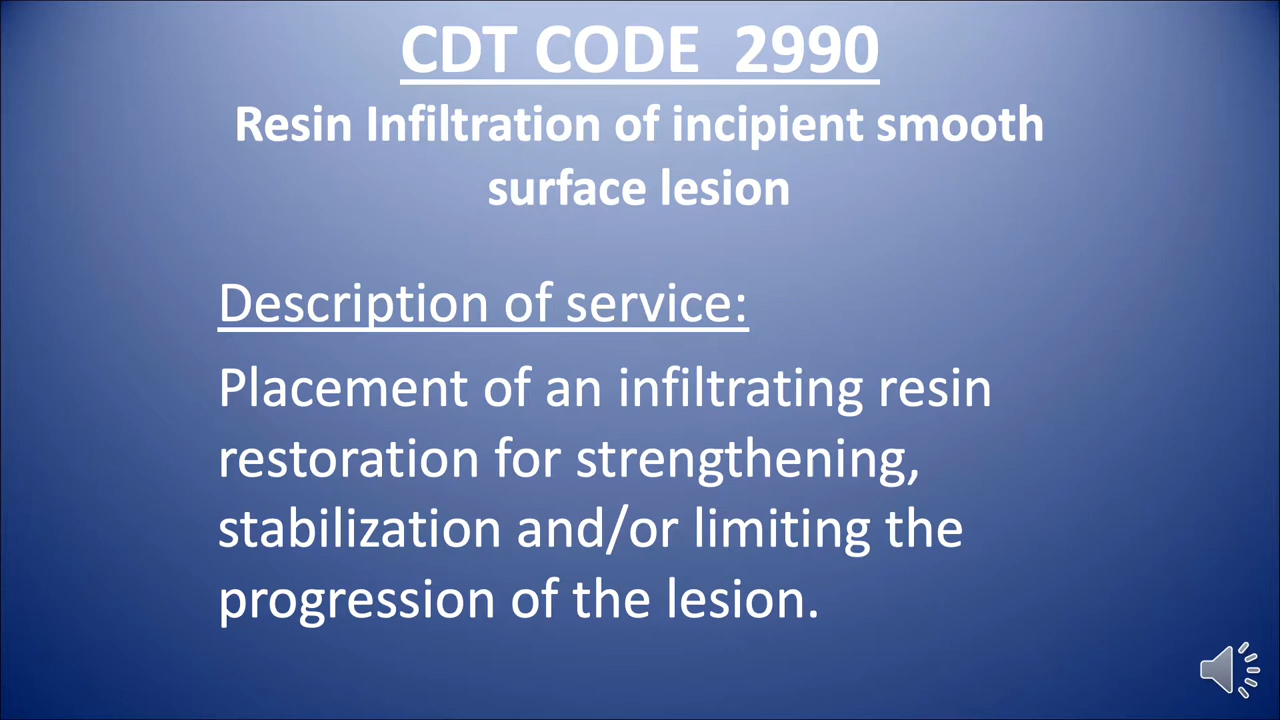 CDT CODE 2990
Resin Infiltration of incipient smooth
surface lesion
Description of service:
Placement of an infiltrating resin
restoration for strengthening,
stabilization and/or limiting the
progression of the lesion.